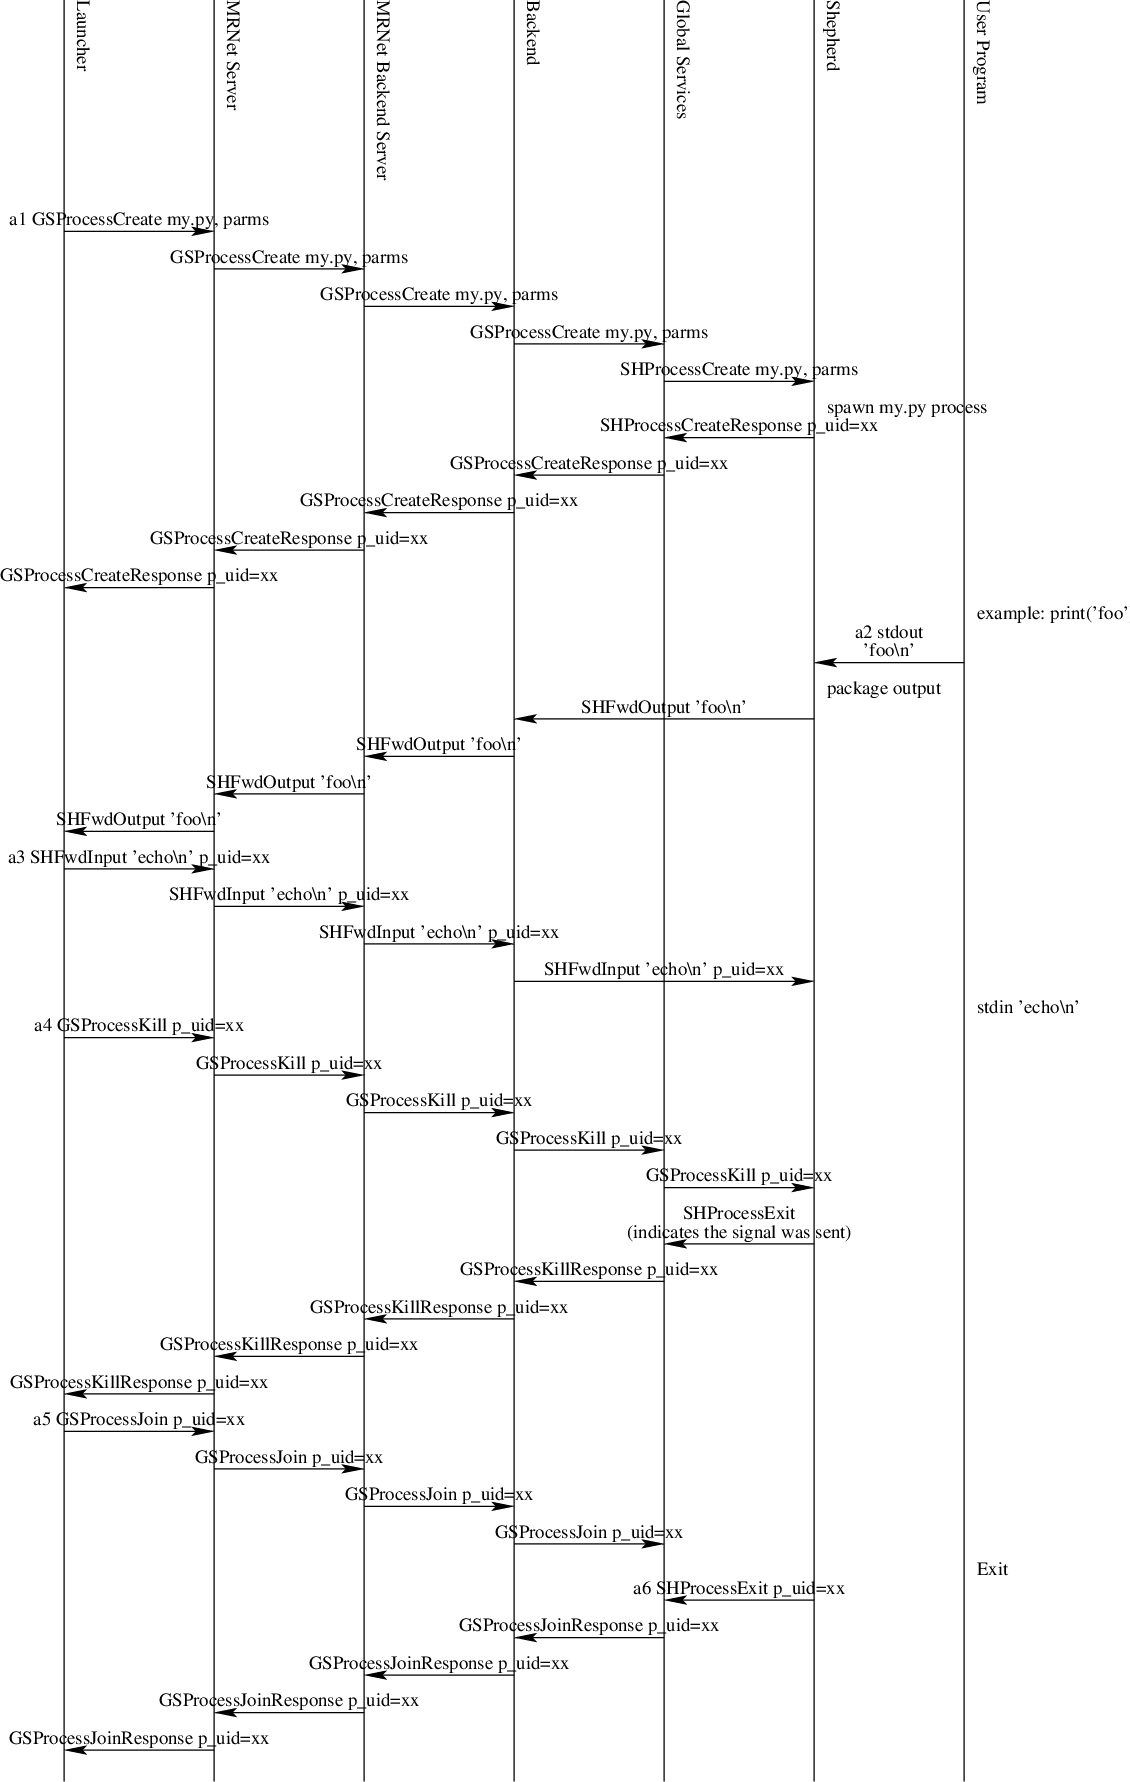 Launcher
MRNet Server
MRNet Backend Server
Backend
Global Services
Shepherd
User Program
a1 GSProcessCreate my.py, parms
GSProcessCreate my.py, parms
GSProcessCreate my.py, parms
GSProcessCreate my.py, parms
SHProcessCreate my.py, parms
spawn my.py process
SHProcessCreateResponse p_uid=xx
GSProcessCreateResponse p_uid=xx
GSProcessCreateResponse p_uid=xx
GSProcessCreateResponse p_uid=xx
GSProcessCreateResponse p_uid=xx
example: print('foo'
a2 stdout
'foo\n'
package output
SHFwdOutput 'foo\n'
SHFwdOutput 'foo\n'
SHFwdOutput 'foo\n'
SHFwdOutput 'foo\n'
a3 SHFwdInput 'echo\n' p_uid=xx
SHFwdInput 'echo\n' p_uid=xx
SHFwdInput 'echo\n' p_uid=xx
SHFwdInput 'echo\n' p_uid=xx
stdin 'echo\n'
a4 GSProcessKill p_uid=xx
GSProcessKill p_uid=xx
GSProcessKill p_uid=xx
GSProcessKill p_uid=xx
GSProcessKill p_uid=xx
SHProcessExit
(indicates the signal was sent)
GSProcessKillResponse p_uid=xx
GSProcessKillResponse p_uid=xx
GSProcessKillResponse p_uid=xx
GSProcessKillResponse p_uid=xx
a5 GSProcessJoin p_uid=xx
GSProcessJoin p_uid=xx
GSProcessJoin p_uid=xx
GSProcessJoin p_uid=xx
Exit
a6 SHProcessExit p_uid=xx
GSProcessJoinResponse p_uid=xx
GSProcessJoinResponse p_uid=xx
GSProcessJoinResponse p_uid=xx
GSProcessJoinResponse p_uid=xx